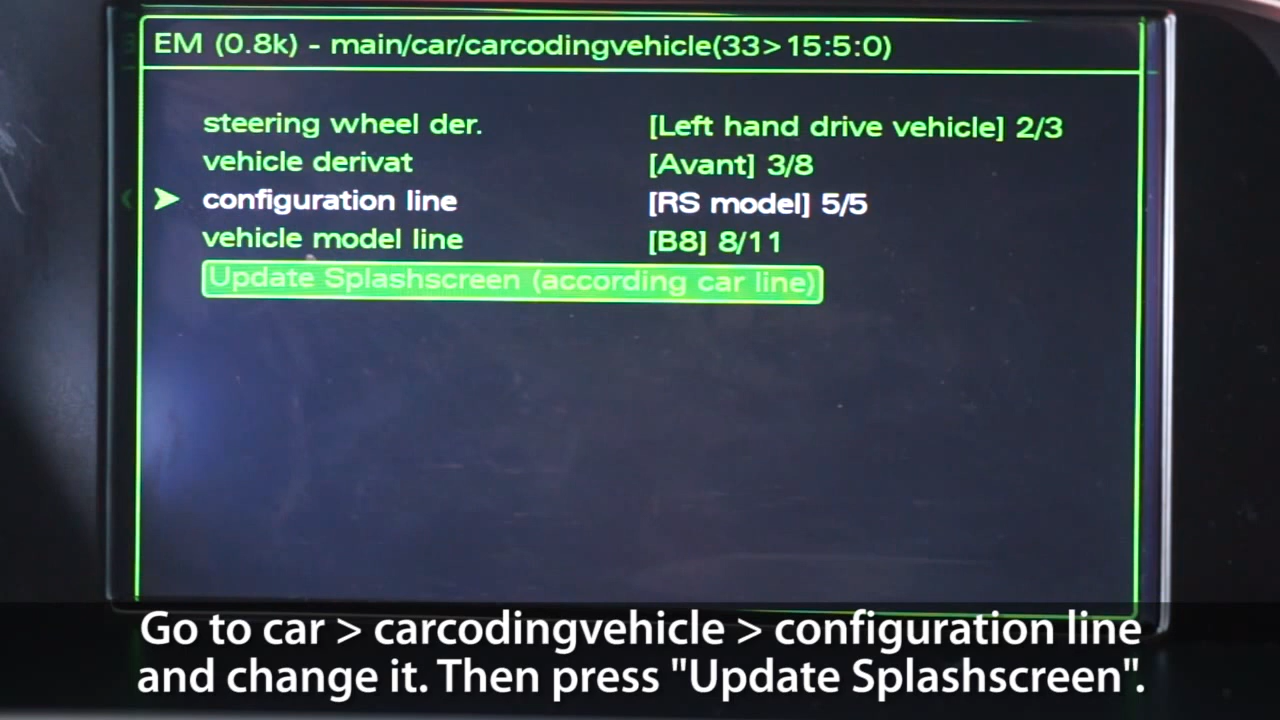 EM (0.8k) - main/car/carcodingvehicle(33>15:5:0)
steering wheel der. [Left hand drive vehicle] 2/3
vehicle derivat [Avant] 3/8
configuration line [RS model] 5/5
vehicle model line [B8] 8/11
Update Splashscreen (according car line)
Go to car > carcodingvehicle > configuration line
and change it. Then press "Update Splashscreen".